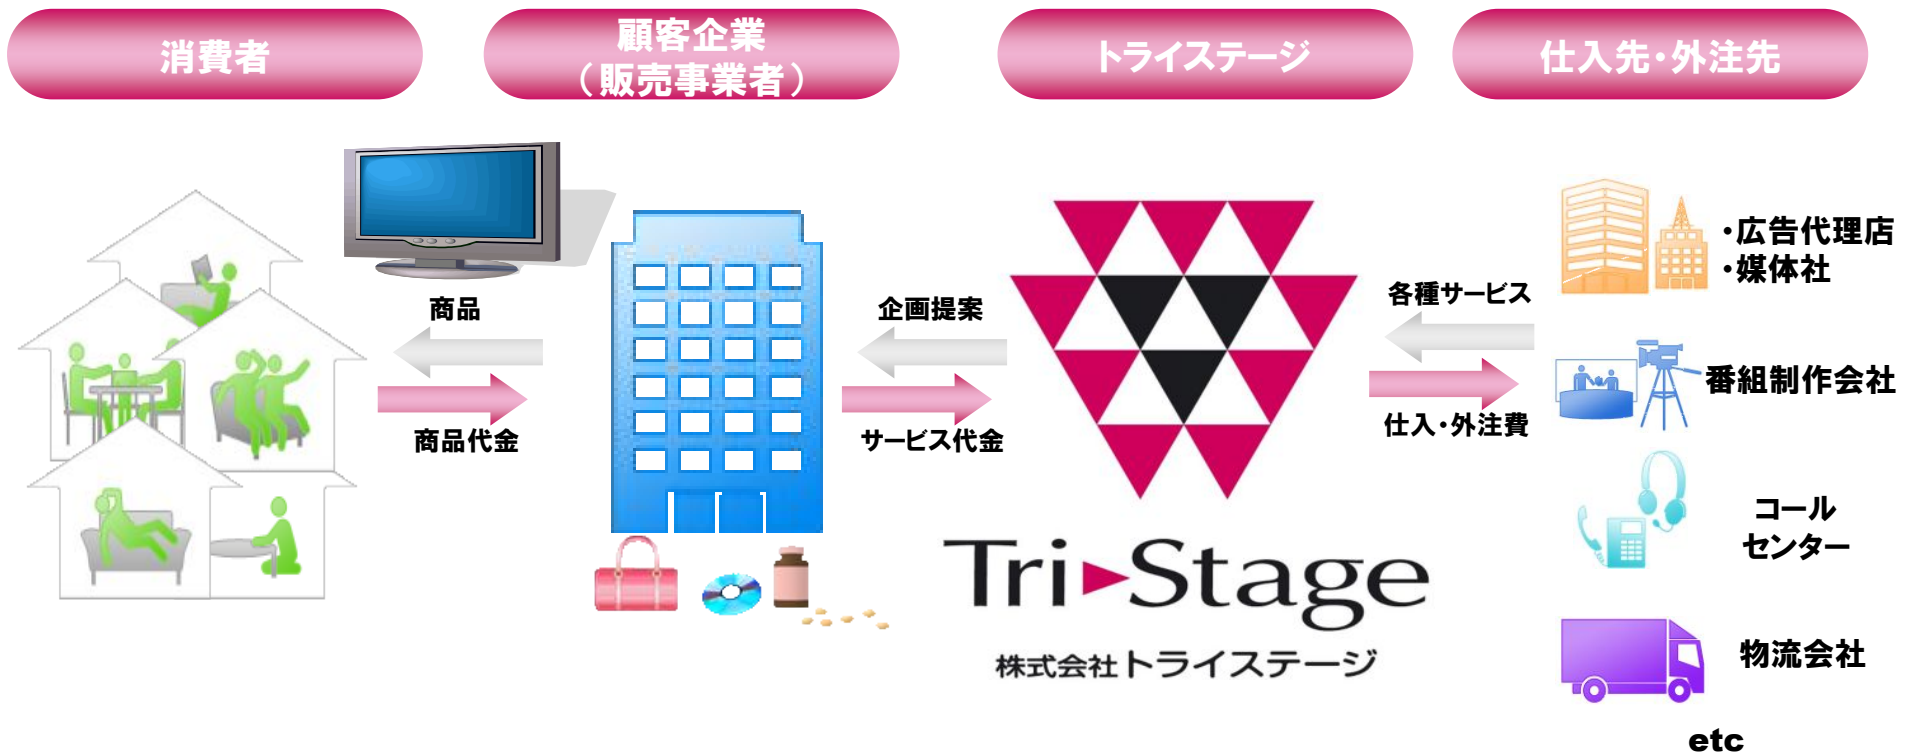 消費者
顧客企業
（販売事業者）
トライステージ
仕入先・外注先
商品
商品代金
企画提案
サービス代金
Tri Stage
株式会社トライステージ
各種サービス
仕入・外注費
・広告代理店
・媒体社
番組制作会社
コール
センター
物流会社
etc